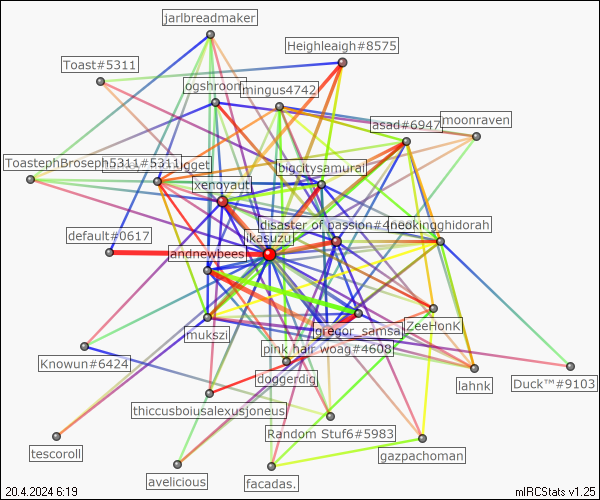 jarlbreadmaker
Heighleaigh#8575
Toast#5311
ogshroom
mingus4742
asad#6947
moonraven
ToastephBroseph5311#5311
bigcitysamurai
xenoyaut
disaster of passion#4
neokingghidorah
default#0617
ikasuzu
andnewbees
gregor_samsa
ZeeHonK
mukszi
pink hair woag#4608
Knowun#6424
doggerdig
lahnk
Duck™#9103
thiccusboiusalexusjoneus
Random Stuf6#5983
tescoroll
gazpachoman
avelicious
facadas.
20.4.2024 6:19
mIRCStats v1.25